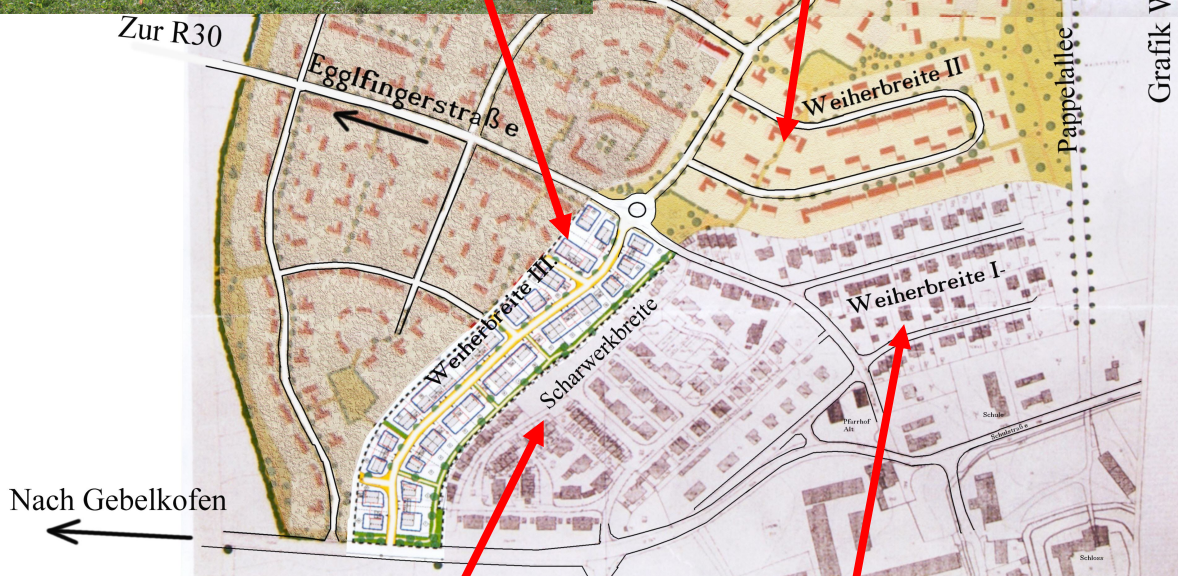 Zur R30
Egglfingerstraße
Weiherbreite II
Pappelallee
Grafik W
Weiherbreite III.
Weiherbreite I-
Scharwerkbreite
Pfarrhof
Alt
Schule
Schulstraße
Nach Gebelkofen
Schloss